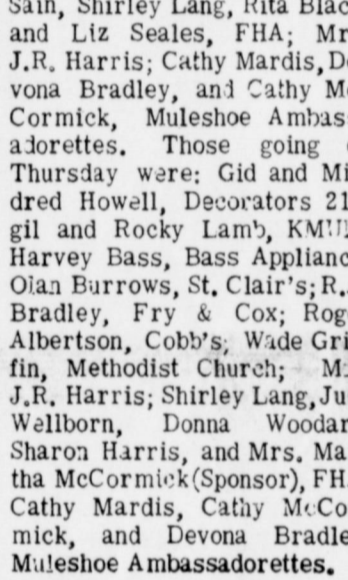 Sain, Shirley Lang, Rita Blac
and Liz Seales, FHA; Mr
J.R. Harris; Cathy Mardis, D
vona Bradley, and Cathy M
Cormick, Muleshoe Ambas
adorettes. Those going
Thursday were: Gid and Mi
dred Howell, Decorators 21
gil and Rocky Lamb, KMUL
Harvey Bass, Bass Applianc
Olan Burrows, St. Clair's; R.
Bradley, Fry & Cox; Rog
Albertson, Cobb's; Wade Gri
fin, Methodist Church; M
J.R. Harris; Shirley Lang, Ju
Wellborn, Donna Woodar
Sharon Harris, and Mrs. Ma
tha McCormick(Sponsor), FH
Cathy Mardis, Cathy McCo
mick, and Devona Bradle
Muleshoe Ambassadorettes.